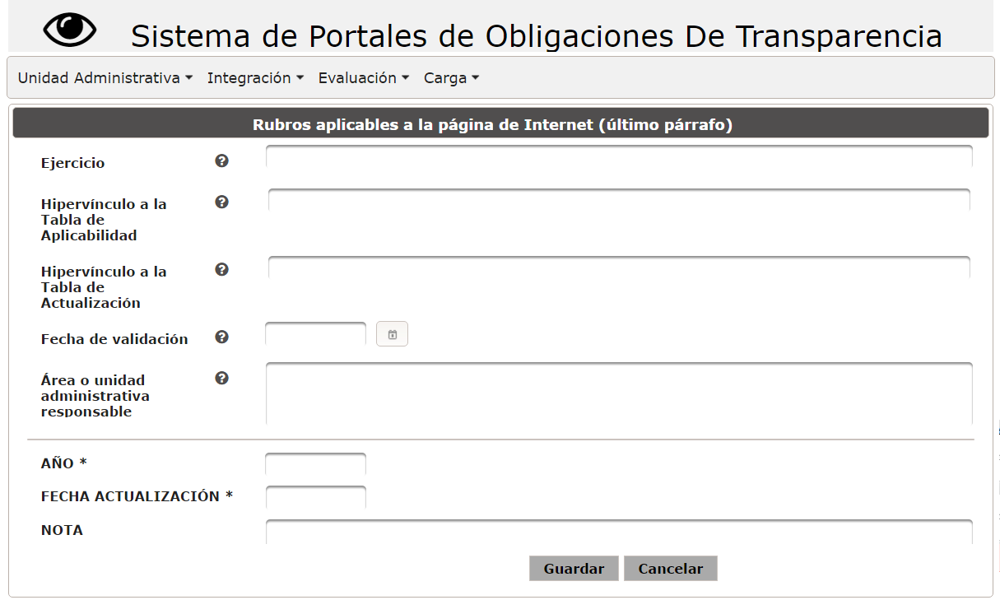 Sistema de Portales de Obligaciones De Transparencia
Unidad Administrativa Integración Evaluación Carga
Rubros aplicables a la página de Internet (último párrafo)
Ejercicio
Hipervínculo a la
Tabla de
Aplicabilidad
Hipervínculo a la
Tabla de
Actualización
Fecha de validación
Área o unidad
administrativa
responsable
AÑO *
FECHA ACTUALIZACIÓN *
NOTA
Guardar Cancelar